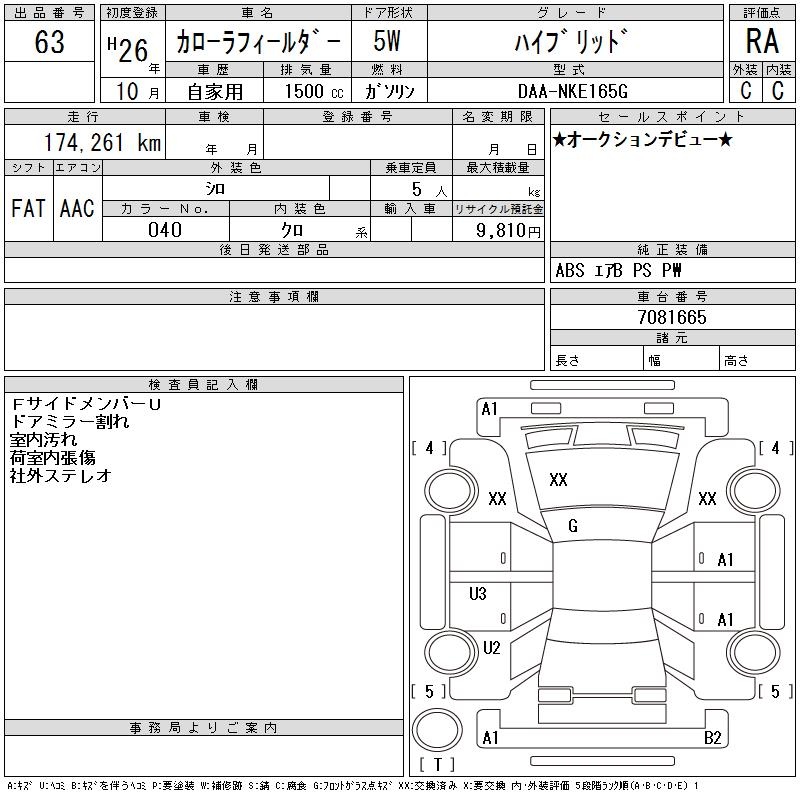 出品番号
63
初度登録
H26年
10月
車名
ｶﾛｰﾗﾌｨｰﾙﾀﾞｰ
ドア形状
5W
グレード
ﾊｲﾌﾞﾘｯﾄﾞ
評価点
RA
車歴
自家用
排気量
1500 cc
燃料
ｶﾞｿﾘﾝ
型式
DAA-NKE165G
外装 内装
C C
走行
174,261 km
車検
年 月
登録番号
名変期限
月 日
セールスポイント
★オークションデビュー★
シフト
FAT
エアコン
AAC
外装色
ｼﾛ
乗車定員
5 人
最大積載量
kg
カラーNo.
040
内装色
ｸﾛ 系
輸入車
リサイクル預託金
9,810円
後日発送部品
純正装備
ABS ｴｱB PS PW
注意事項欄
車台番号
7081665
諸元
長さ 幅 高さ
検査員記入欄
ＦサイドメンバーＵ
ドアミラー割れ
室内汚れ
荷室内張傷
社外ステレオ
事務局よりご案内
A1
[ 4 ] [ 4 ]
XX XX XX
G
A1
U3
A1
U2
[ 5 ] [ 5 ]
A1 B2
[ T ]
A:ｷｽﾞ U:ﾍｺﾐ B:ｷｽﾞを伴うﾍｺﾐ P:要塗装 W:補修跡 S:錆 C:腐食 G:ﾌﾛﾝﾄｶﾞﾗｽ点ｷｽﾞ XX:交換済み X:要交換 内･外装評価 5段階ﾗﾝｸ順(A･B･C･D･E) 1